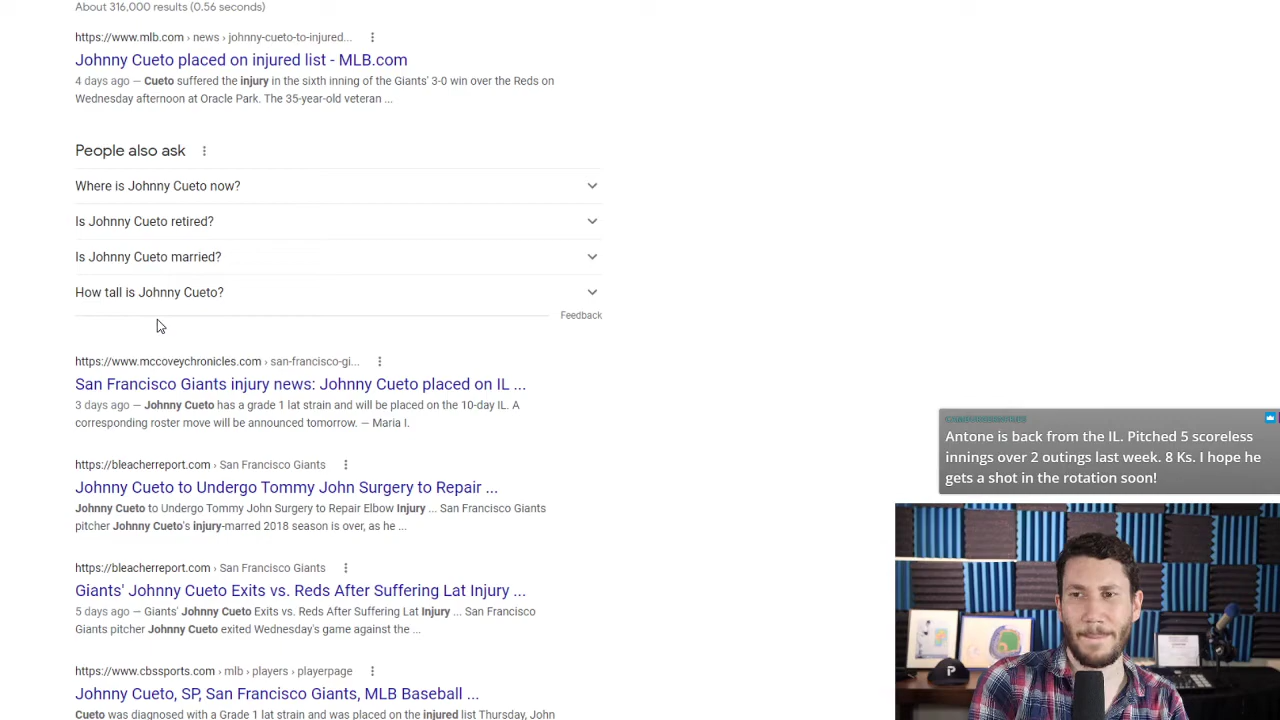 About 316,000 results (0.56 seconds)
https://www.mlb.com › news › johnny-cueto-to-injured...
Johnny Cueto placed on injured list - MLB.com
4 days ago — Cueto suffered the injury in the sixth inning of the Giants' 3-0 win over the Reds on
Wednesday afternoon at Oracle Park. The 35-year-old veteran ...
People also ask
Where is Johnny Cueto now?
Is Johnny Cueto retired?
Is Johnny Cueto married?
How tall is Johnny Cueto?
Feedback
https://www.mccoveychronicles.com › san-francisco-gi...
San Francisco Giants injury news: Johnny Cueto placed on IL ...
3 days ago — Johnny Cueto has a grade 1 lat strain and will be placed on the 10-day IL. A
corresponding roster move will be announced tomorrow. — Maria I.
https://bleacherreport.com › San Francisco Giants
Johnny Cueto to Undergo Tommy John Surgery to Repair ...
Johnny Cueto to Undergo Tommy John Surgery to Repair Elbow Injury ... San Francisco Giants
pitcher Johnny Cueto's injury-marred 2018 season is over, as he ...
https://bleacherreport.com › San Francisco Giants
Giants' Johnny Cueto Exits vs. Reds After Suffering Lat Injury ...
5 days ago — Giants' Johnny Cueto Exits vs. Reds After Suffering Lat Injury ... San Francisco
Giants pitcher Johnny Cueto exited Wednesday's game against the ...
https://www.cbssports.com › mlb › players › playerpage
Johnny Cueto, SP, San Francisco Giants, MLB Baseball ...
Cueto was diagnosed with a Grade 1 lat strain and was placed on the injured list Thursday, John
Antone is back from the IL. Pitched 5 scoreless
innings over 2 outings last week. 8 Ks. I hope he
gets a shot in the rotation soon!
P